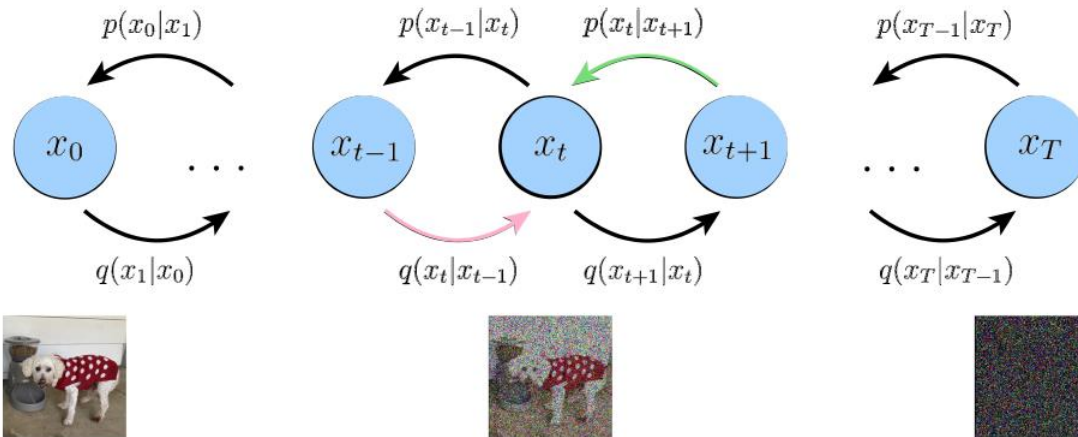 p(x_0|x_1) p(x_{t-1}|x_t) p(x_t|x_{t+1}) p(x_{T-1}|x_T)
x_0 ... x_{t-1} x_t x_{t+1} ... x_T
q(x_1|x_0) q(x_t|x_{t-1}) q(x_{t+1}|x_t) q(x_T|x_{T-1})